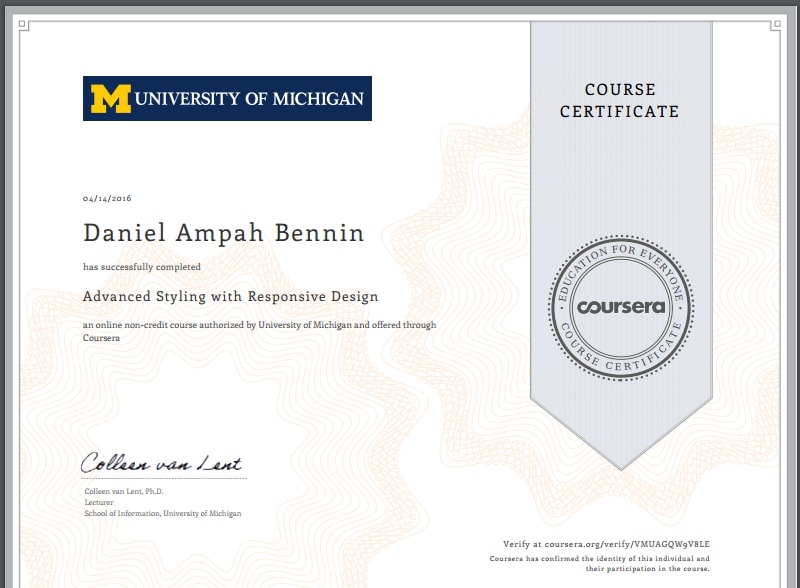 M UNIVERSITY OF MICHIGAN
COURSE
CERTIFICATE
04/14/2016
Daniel Ampah Bennin
has successfully completed
Advanced Styling with Responsive Design
an online non-credit course authorized by University of Michigan and offered through
Coursera
EDUCATION FOR EVERYONE
coursera
COURSE CERTIFICATE
Colleen van Lent
Colleen van Lent, Ph.D.
Lecturer
School of Information, University of Michigan
Verify at coursera.org/verify/VMUAGQW9V8LE
Coursera has confirmed the identity of this individual and
their participation in the course.